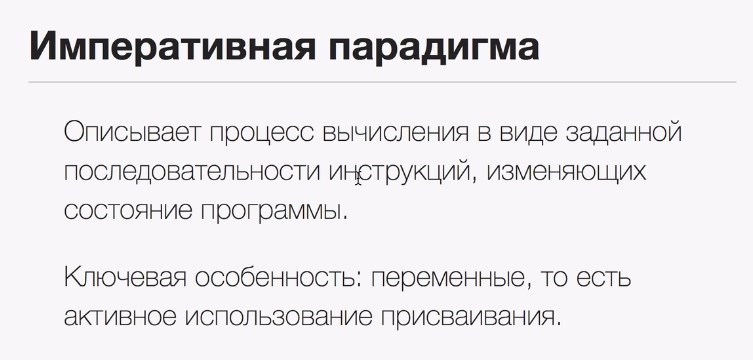 Императивная парадигма
Описывает процесс вычисления в виде заданной
последовательности инструкций, изменяющих
состояние программы.
Ключевая особенность: переменные, то есть
активное использование присваивания.